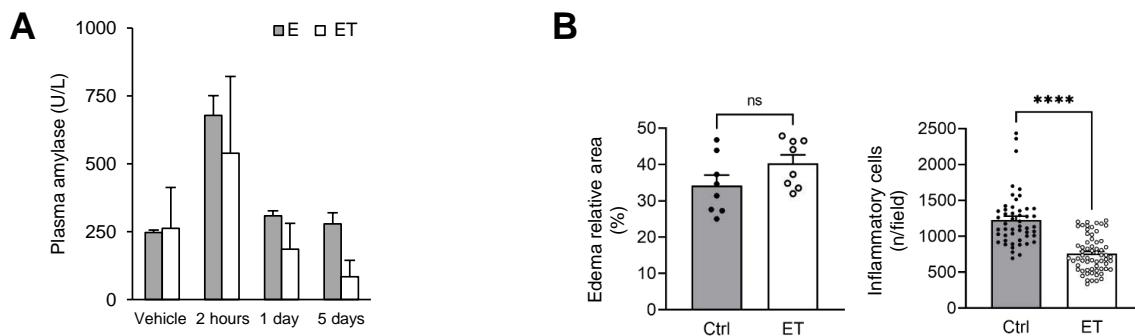 A
Plasma amylase (U/L)
1000
750
500
250
0
E ET
Vehicle 2 hours 1 day 5 days
B
Edema relative area
(%)
50
40
30
20
10
0
ns
Ctrl ET
Inflammatory cells
(n/field)
2500
2000
1500
1000
500
0
****
Ctrl ET